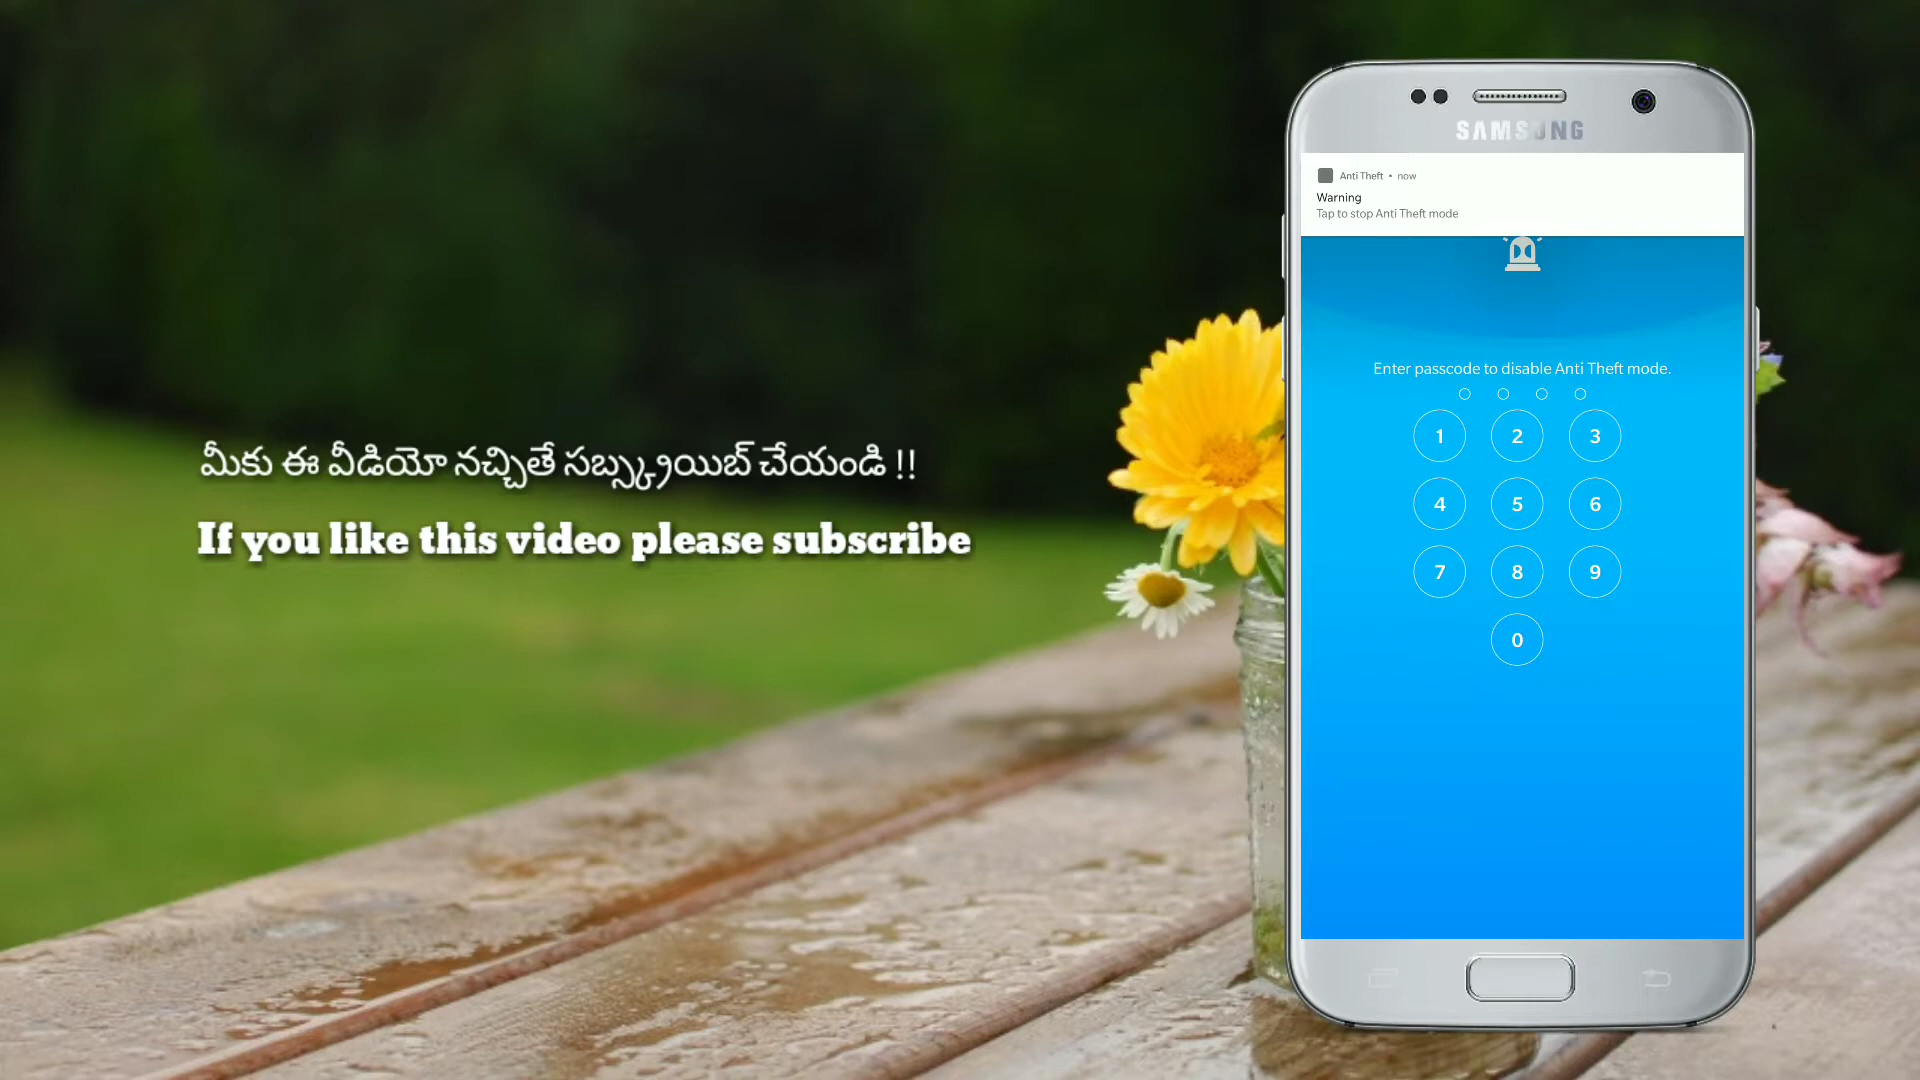 మీకు ఈ వీడియో నచ్చితే సబ్స్క్రయిబ్ చేయండి !!
If you like this video please subscribe
SAMSUNG
Anti Theft • now
Warning
Tap to stop Anti Theft mode
Enter passcode to disable Anti Theft mode.
1 2 3
4 5 6
7 8 9
0